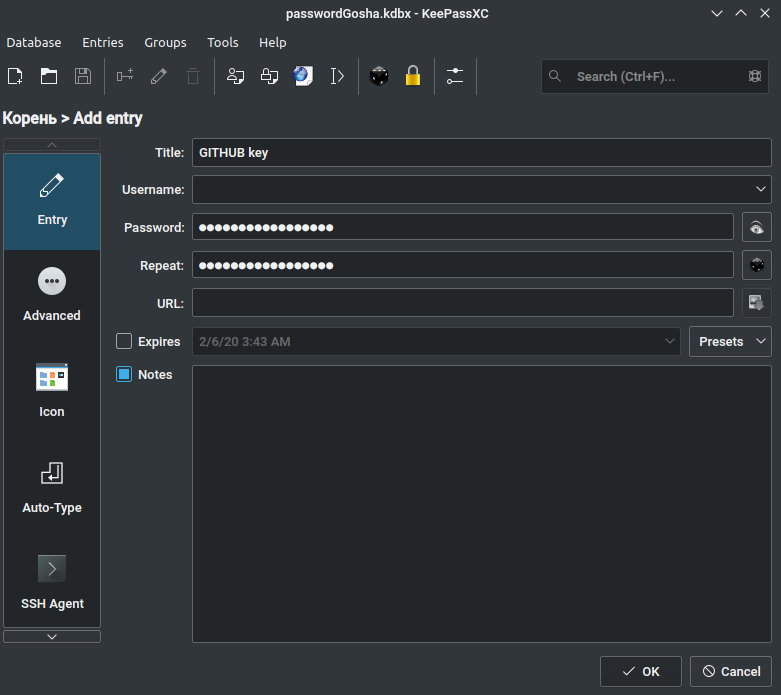 passwordGosha.kdbx - KeePassXC
Database Entries Groups Tools Help
Search (Ctrl+F)...
Корень > Add entry
Title: GITHUB key
Entry
Username:
Password: ●●●●●●●●●●●●●●●●●
Repeat: ●●●●●●●●●●●●●●●●●
URL:
Advanced
Expires 2/6/20 3:43 AM Presets
Notes
Icon
Auto-Type
SSH Agent
OK Cancel